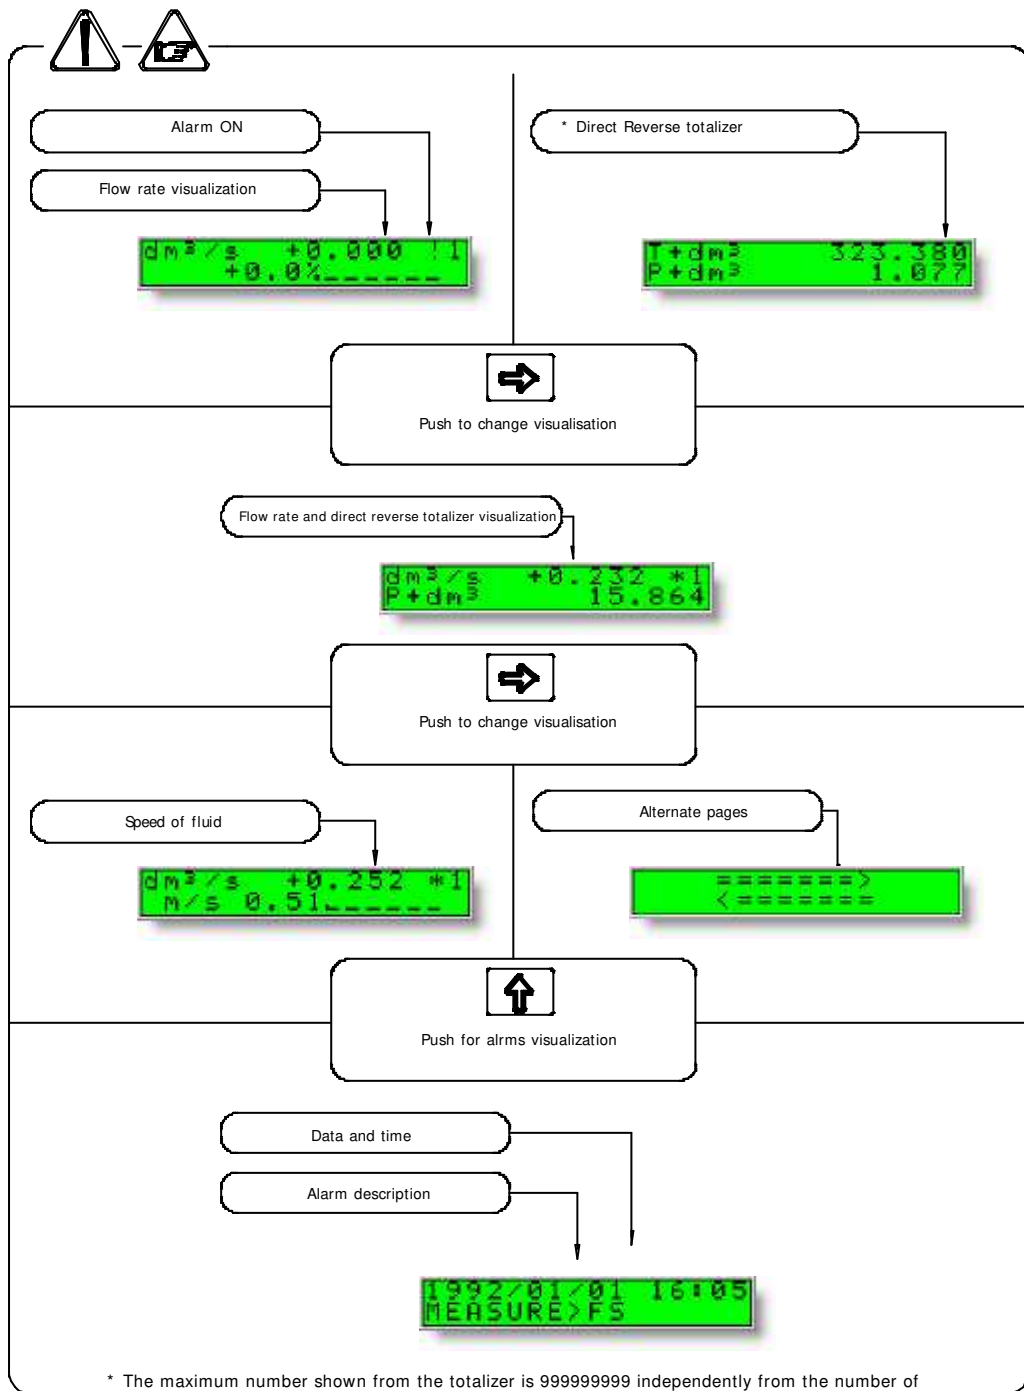 Alarm ON
Flow rate visualization
dm³/s +0.000 !1
+0.0%
* Direct Reverse totalizer
T+dm³ 323.380
P+dm³ 1.077
Push to change visualisation
Flow rate and direct reverse totalizer visualization
dm³/s +0.232 *1
P+dm³ 15.864
Push to change visualisation
Speed of fluid
dm³/s +0.252 *1
m/s 0.51
Alternate pages
=======>
<=======
Push for alrms visualization
Data and time
Alarm description
1992/01/01 16:05
MEASURE>FS
* The maximum number shown from the totalizer is 999999999 independently from the number of